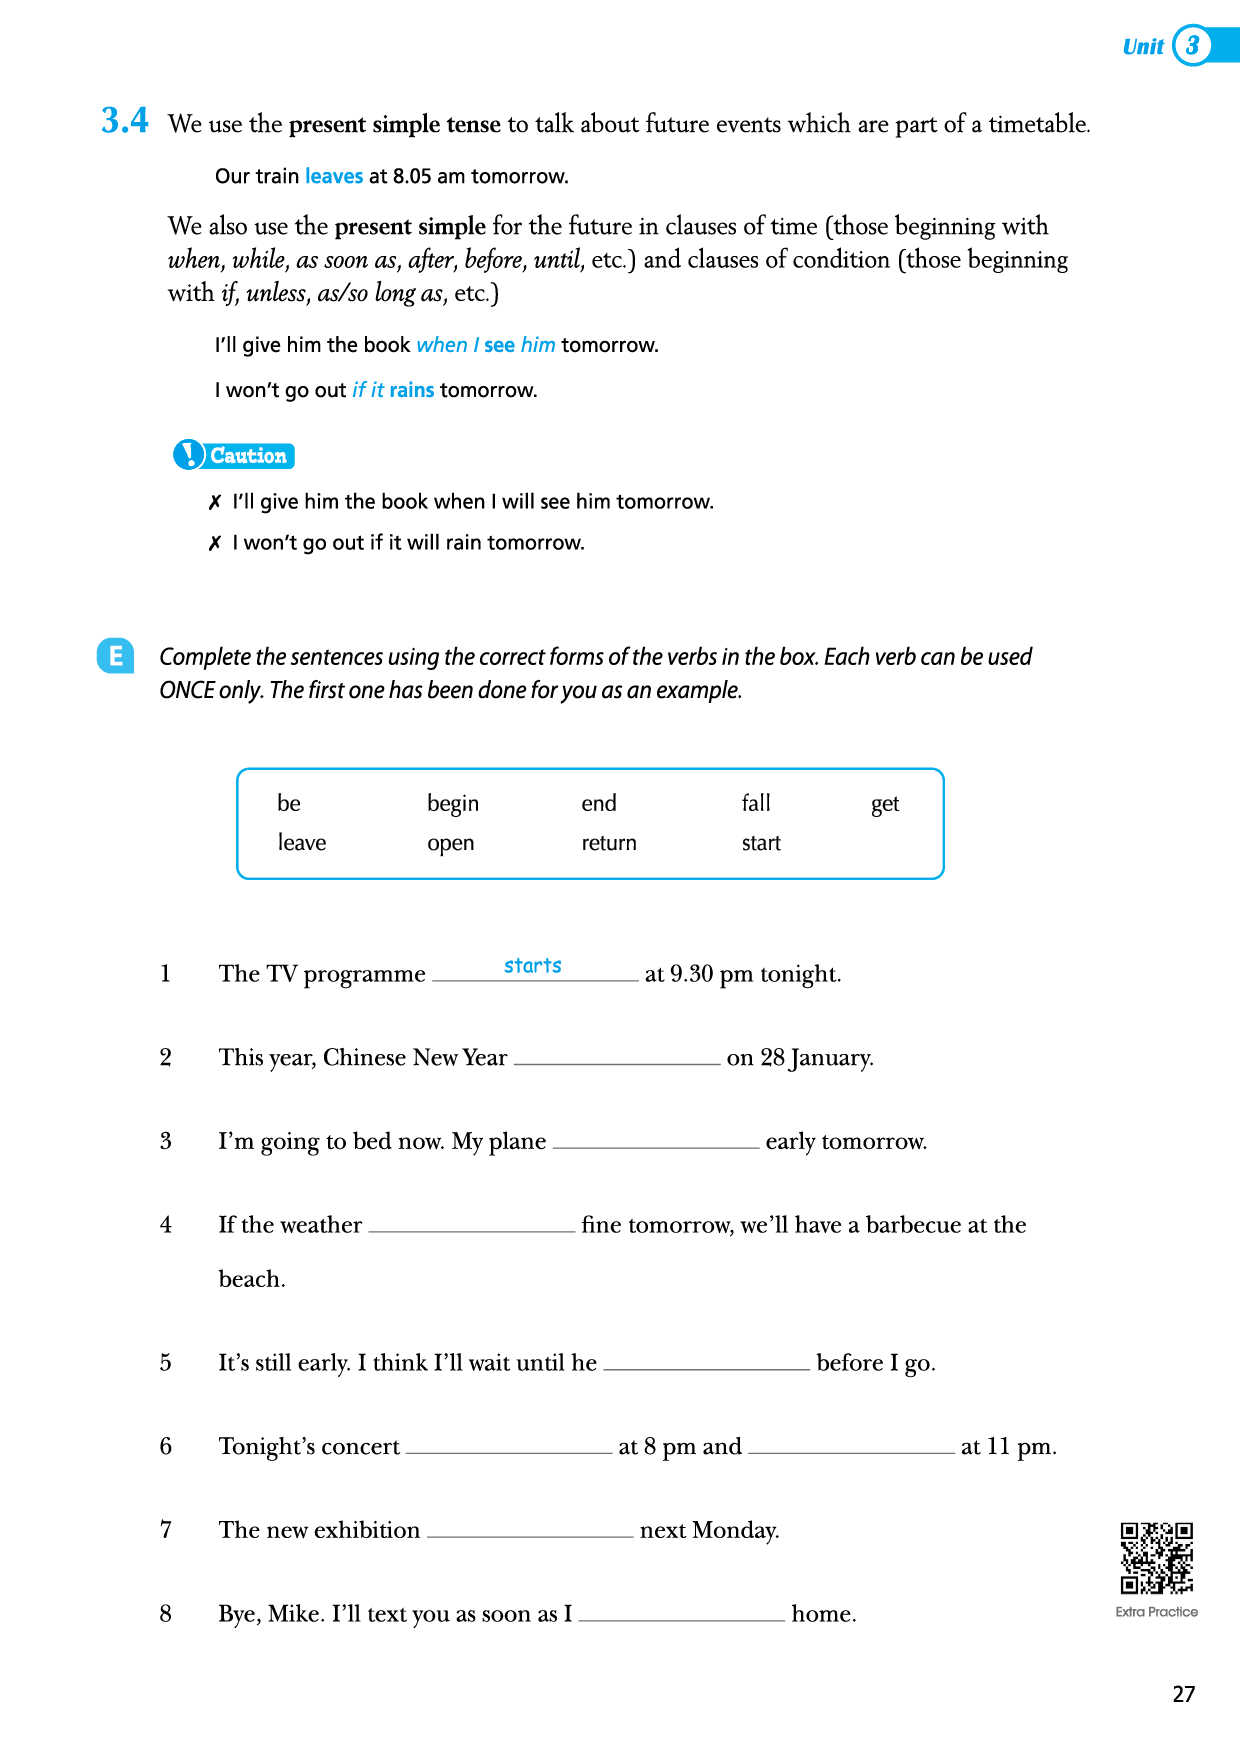 Unit 3
3.4 We use the present simple tense to talk about future events which are part of a timetable.
Our train leaves at 8.05 am tomorrow.
We also use the present simple for the future in clauses of time (those beginning with
when, while, as soon as, after, before, until, etc.) and clauses of condition (those beginning
with if, unless, as/so long as, etc.)
I'll give him the book when I see him tomorrow.
I won't go out if it rains tomorrow.
! Caution
✗ I'll give him the book when I will see him tomorrow.
✗ I won't go out if it will rain tomorrow.
E Complete the sentences using the correct forms of the verbs in the box. Each verb can be used
ONCE only. The first one has been done for you as an example.
be begin end fall get
leave open return start
1 The TV programme starts at 9.30 pm tonight.
2 This year, Chinese New Year ____ on 28 January.
3 I'm going to bed now. My plane ____ early tomorrow.
4 If the weather ____ fine tomorrow, we'll have a barbecue at the
beach.
5 It's still early. I think I'll wait until he ____ before I go.
6 Tonight's concert ____ at 8 pm and ____ at 11 pm.
7 The new exhibition ____ next Monday.
8 Bye, Mike. I'll text you as soon as I ____ home.
Extra Practice
27